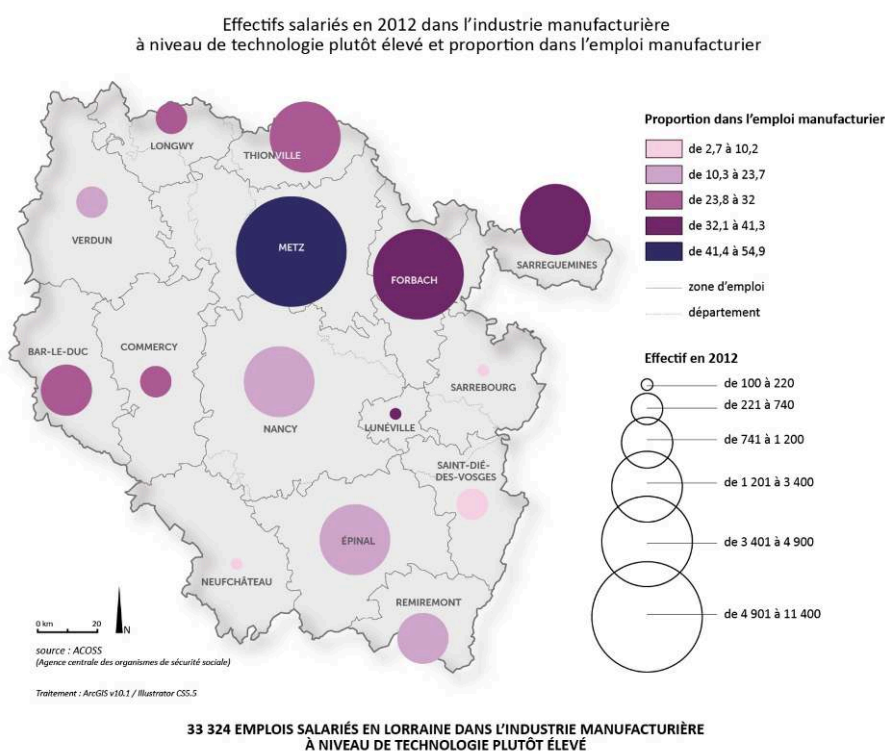 Effectifs salariés en 2012 dans l'industrie manufacturière
à niveau de technologie plutôt élevé et proportion dans l'emploi manufacturier
LONGWY
THIONVILLE
VERDUN
METZ
FORBACH
SARREGUEMINES
BAR-LE-DUC
COMMERCY
NANCY
LUNÉVILLE
SARREBOURG
SAINT-DIÉ-
DES-VOSGES
ÉPINAL
NEUFCHÂTEAU
REMIREMONT
Proportion dans l'emploi manufacturier
de 2,7 à 10,2
de 10,3 à 23,7
de 23,8 à 32
de 32,1 à 41,3
de 41,4 à 54,9
zone d'emploi
département
Effectif en 2012
de 100 à 220
de 221 à 740
de 741 à 1 200
de 1 201 à 3 400
de 3 401 à 4 900
de 4 901 à 11 400
0 km 20
N
source : ACOSS
(Agence centrale des organismes de sécurité sociale)
Traitement : ArcGIS v10.1 / Illustrator CS5.5
33 324 EMPLOIS SALARIÉS EN LORRAINE DANS L'INDUSTRIE MANUFACTURIÈRE
À NIVEAU DE TECHNOLOGIE PLUTÔT ÉLEVÉ